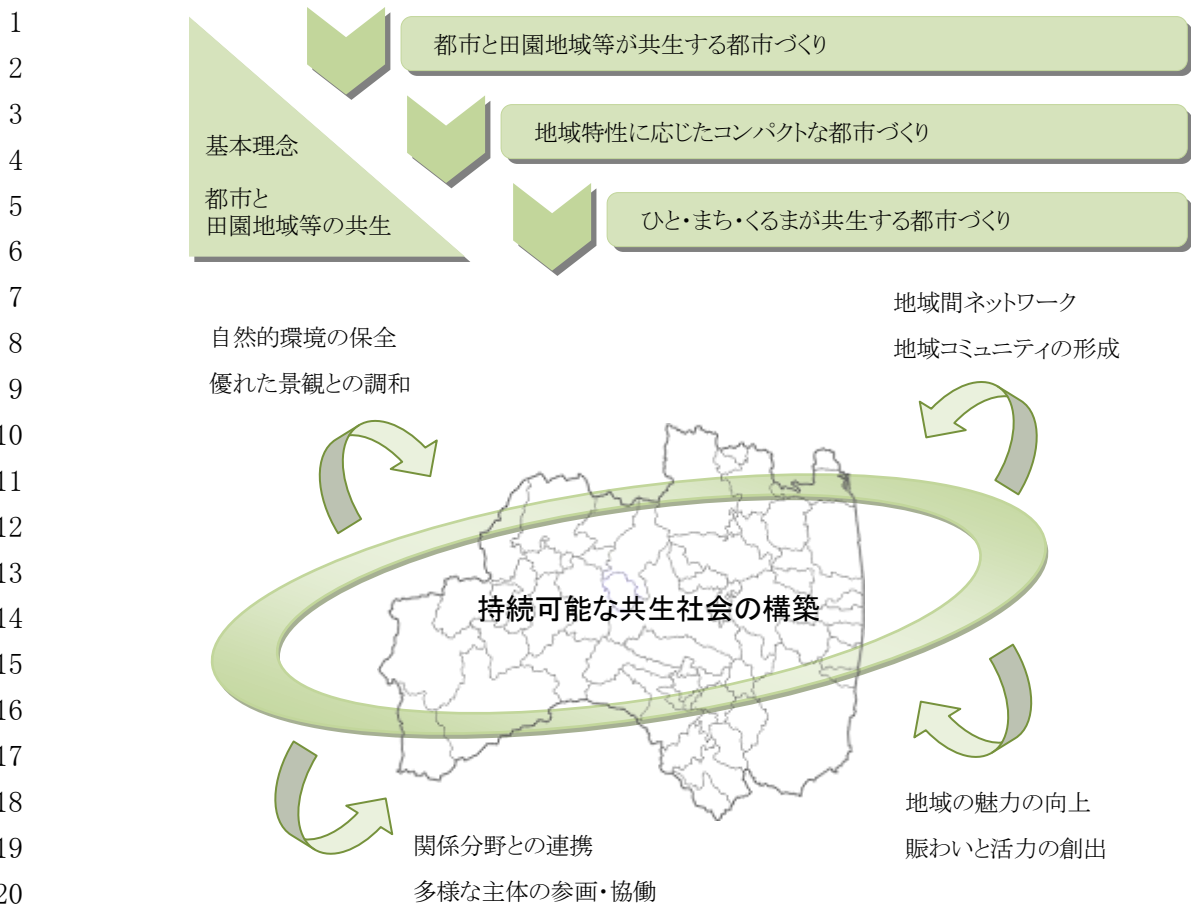 1
2
3
4
5
6
7
8
9
10
11
12
13
14
15
16
17
18
19
20
都市と田園地域等が共生する都市づくり
地域特性に応じたコンパクトな都市づくり
ひと・まち・くるまが共生する都市づくり
基本理念
都市と
田園地域等の共生
自然的環境の保全
優れた景観との調和
地域間ネットワーク
地域コミュニティの形成
持続可能な共生社会の構築
関係分野との連携
多様な主体の参画・協働
地域の魅力の向上
賑わいと活力の創出